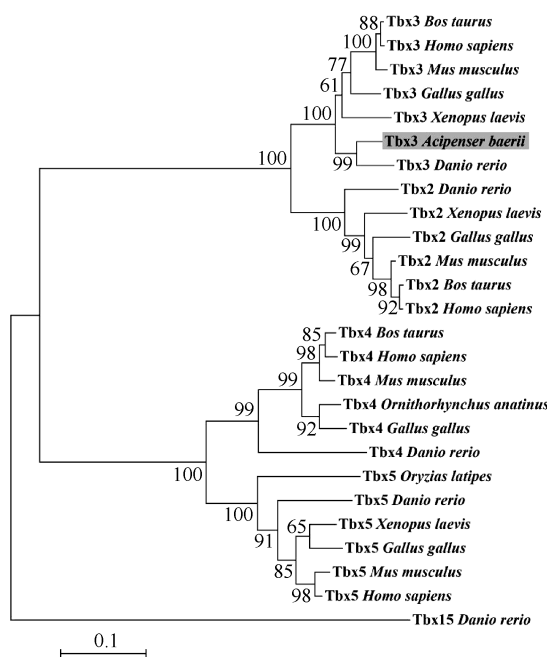 88 Tbx3 Bos taurus
100 Tbx3 Homo sapiens
77 Tbx3 Mus musculus
61 Tbx3 Gallus gallus
100 Tbx3 Xenopus laevis
Tbx3 Acipenser baerii
100 99 Tbx3 Danio rerio
Tbx2 Danio rerio
100 Tbx2 Xenopus laevis
99 Tbx2 Gallus gallus
67 Tbx2 Mus musculus
98 Tbx2 Bos taurus
92 Tbx2 Homo sapiens
85 Tbx4 Bos taurus
98 Tbx4 Homo sapiens
99 Tbx4 Mus musculus
99 Tbx4 Ornithorhynchus anatinus
92 Tbx4 Gallus gallus
Tbx4 Danio rerio
100 Tbx5 Oryzias latipes
100 Tbx5 Danio rerio
91 65 Tbx5 Xenopus laevis
Tbx5 Gallus gallus
85 Tbx5 Mus musculus
98 Tbx5 Homo sapiens
Tbx15 Danio rerio
0.1